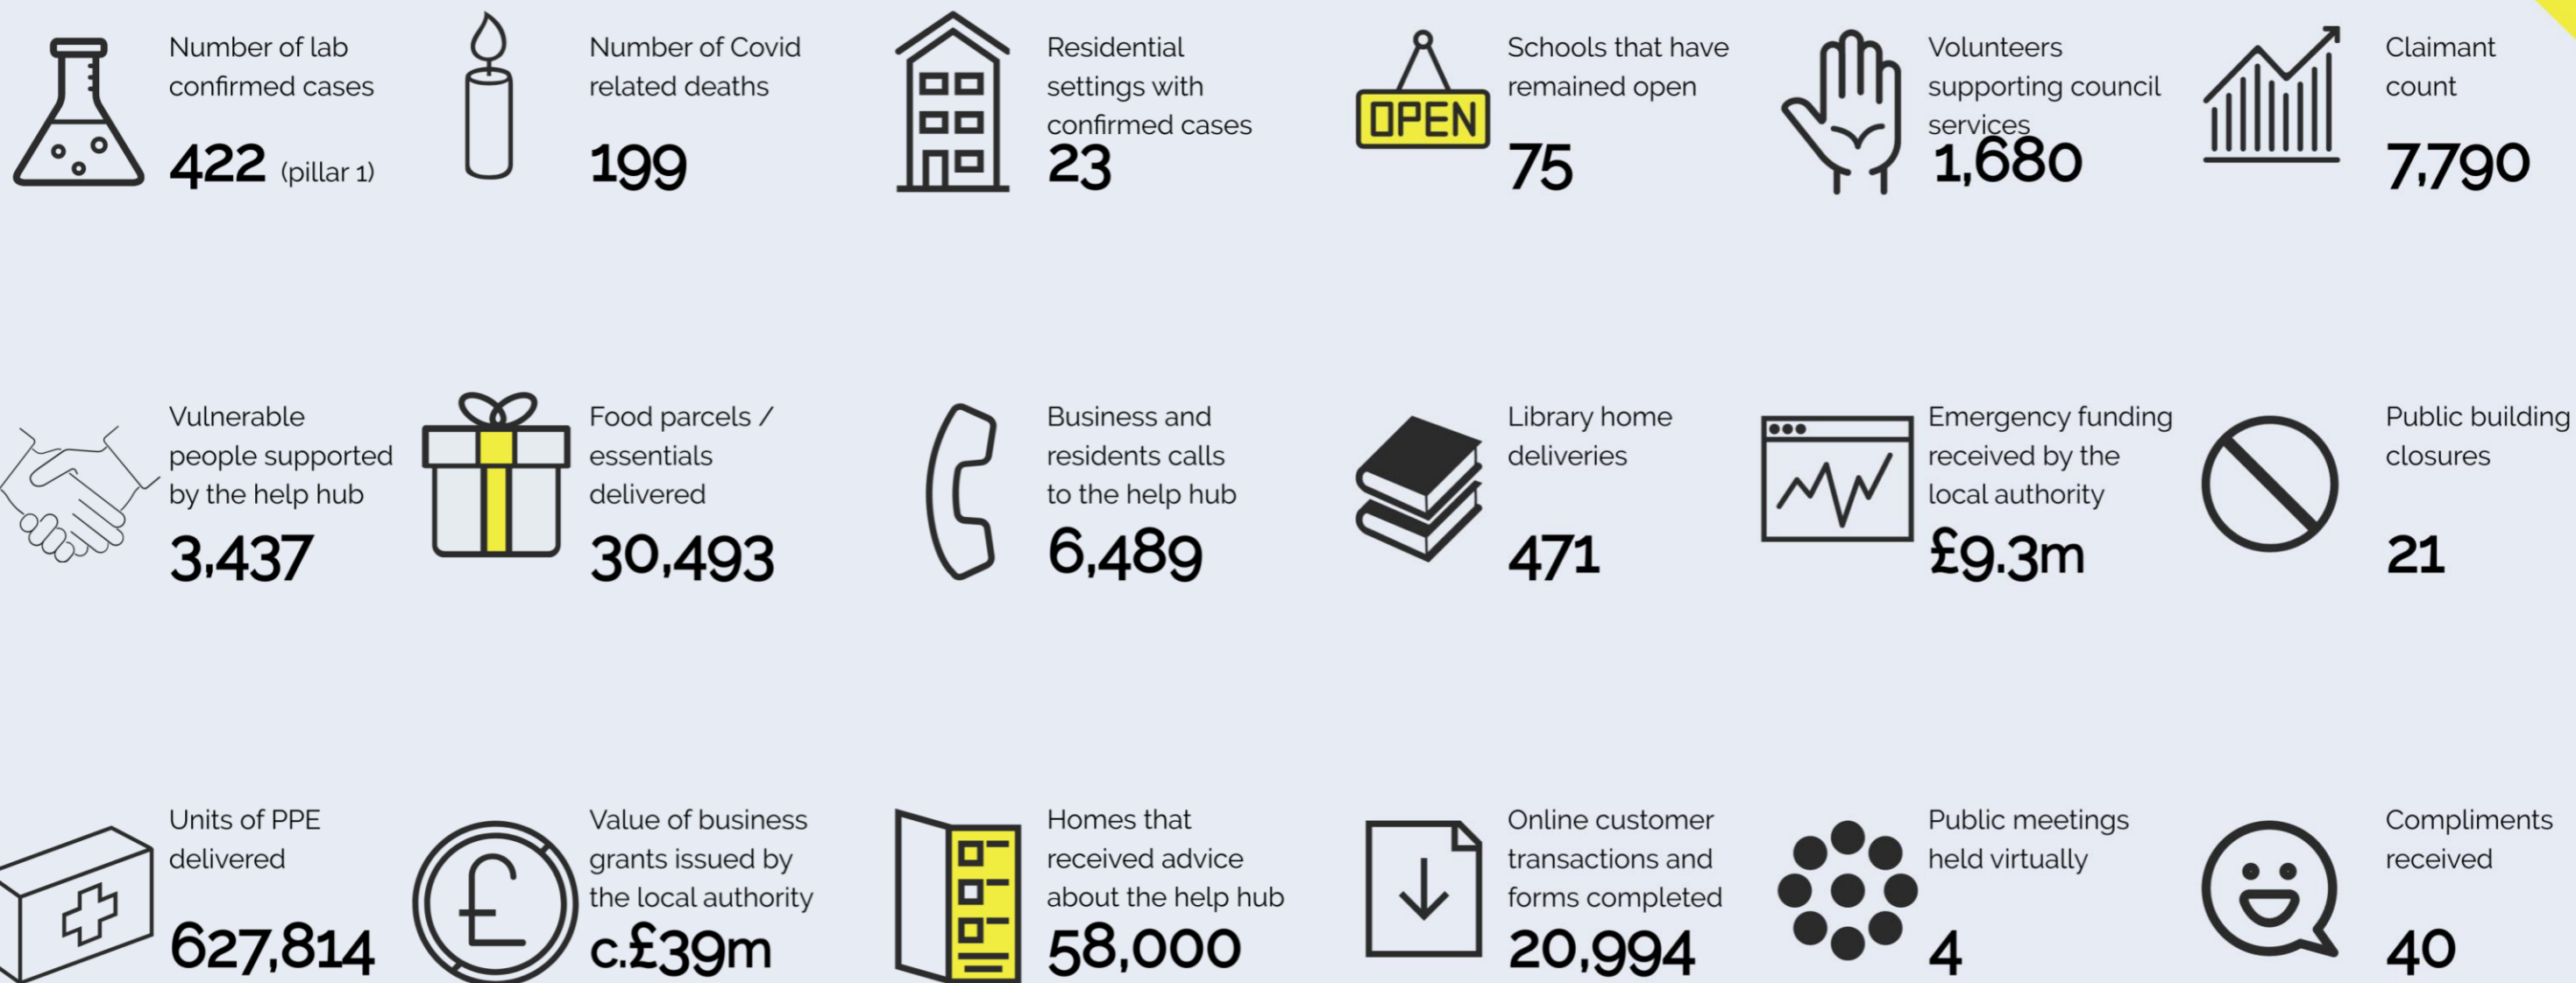 Number of lab
confirmed cases
422 (pillar 1)
Number of Covid
related deaths
199
Residential
settings with
confirmed cases
23
OPEN
Schools that have
remained open
75
Volunteers
supporting council
services
1,680
Claimant
count
7,790
Vulnerable
people supported
by the help hub
3,437
Food parcels /
essentials
delivered
30,493
Business and
residents calls
to the help hub
6,489
Library home
deliveries
471
Emergency funding
received by the
local authority
£9.3m
Public building
closures
21
Units of PPE
delivered
627,814
Value of business
grants issued by
the local authority
c.£39m
Homes that
received advice
about the help hub
58,000
Online customer
transactions and
forms completed
20,994
Public meetings
held virtually
4
Compliments
received
40